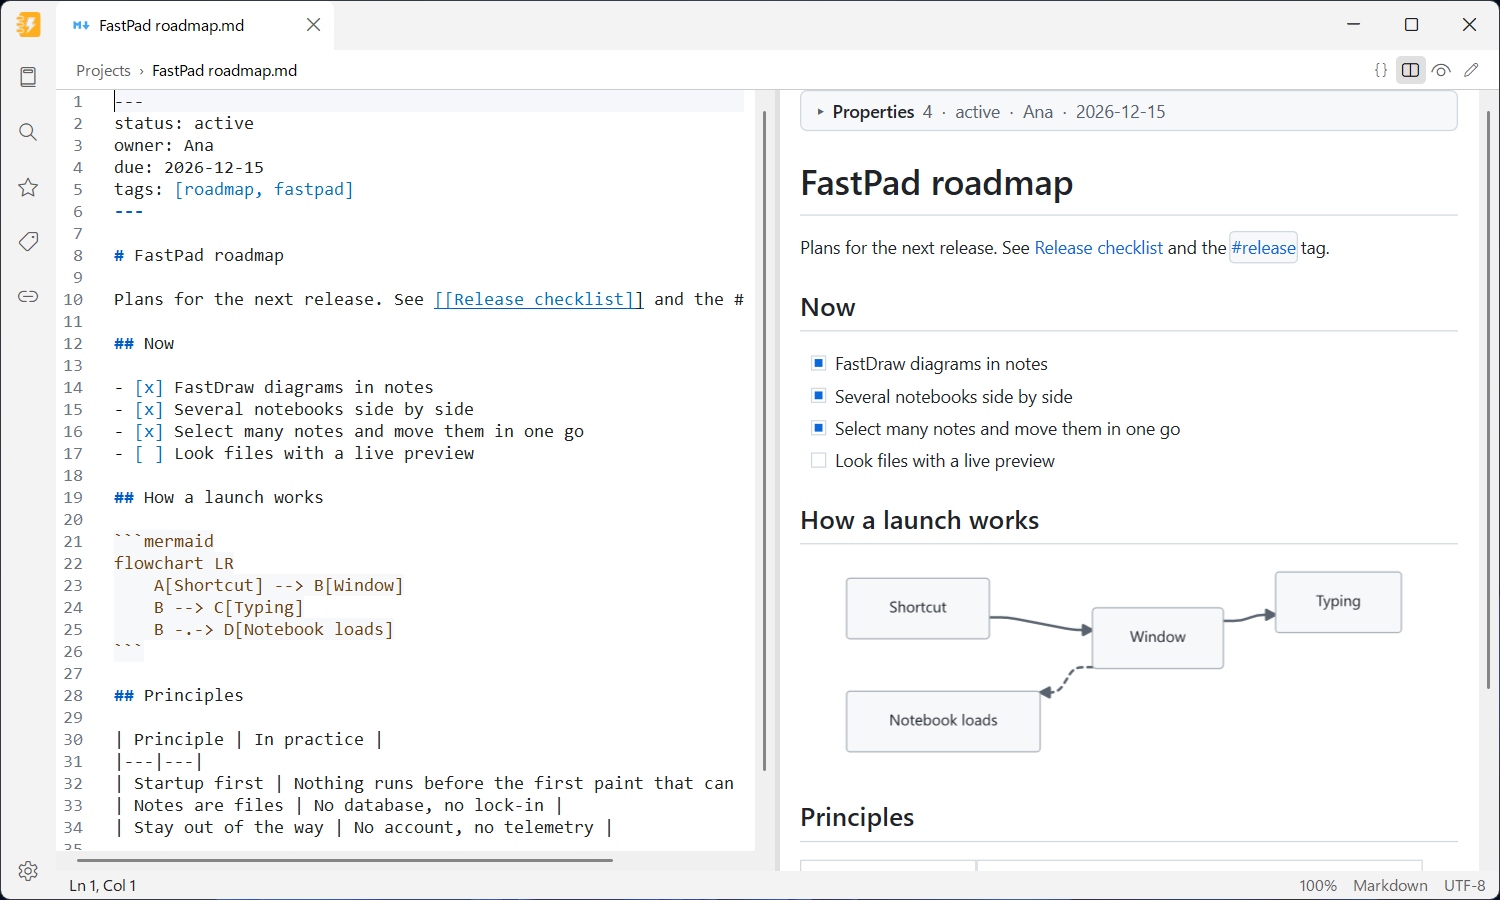 FastPad roadmap.md
Projects › FastPad roadmap.md
{}
1 ---
2 status: active
3 owner: Ana
4 due: 2026-12-15
5 tags: [roadmap, fastpad]
6 ---
7
8 # FastPad roadmap
9
10 Plans for the next release. See [[Release checklist]] and the #
11
12 ## Now
13
14 - [x] FastDraw diagrams in notes
15 - [x] Several notebooks side by side
16 - [x] Select many notes and move them in one go
17 - [ ] Look files with a live preview
18
19 ## How a launch works
20
21 ```mermaid
22 flowchart LR
23     A[Shortcut] --> B[Window]
24     B --> C[Typing]
25     B -.-> D[Notebook loads]
26 ```
27
28 ## Principles
29
30 | Principle | In practice |
31 |---|---|
32 | Startup first | Nothing runs before the first paint that can
33 | Notes are files | No database, no lock-in |
34 | Stay out of the way | No account, no telemetry |
35
Properties 4 · active · Ana · 2026-12-15
FastPad roadmap
Plans for the next release. See Release checklist and the #release tag.
Now
FastDraw diagrams in notes
Several notebooks side by side
Select many notes and move them in one go
Look files with a live preview
How a launch works
Shortcut
Window
Typing
Notebook loads
Principles
Ln 1, Col 1
100% Markdown UTF-8